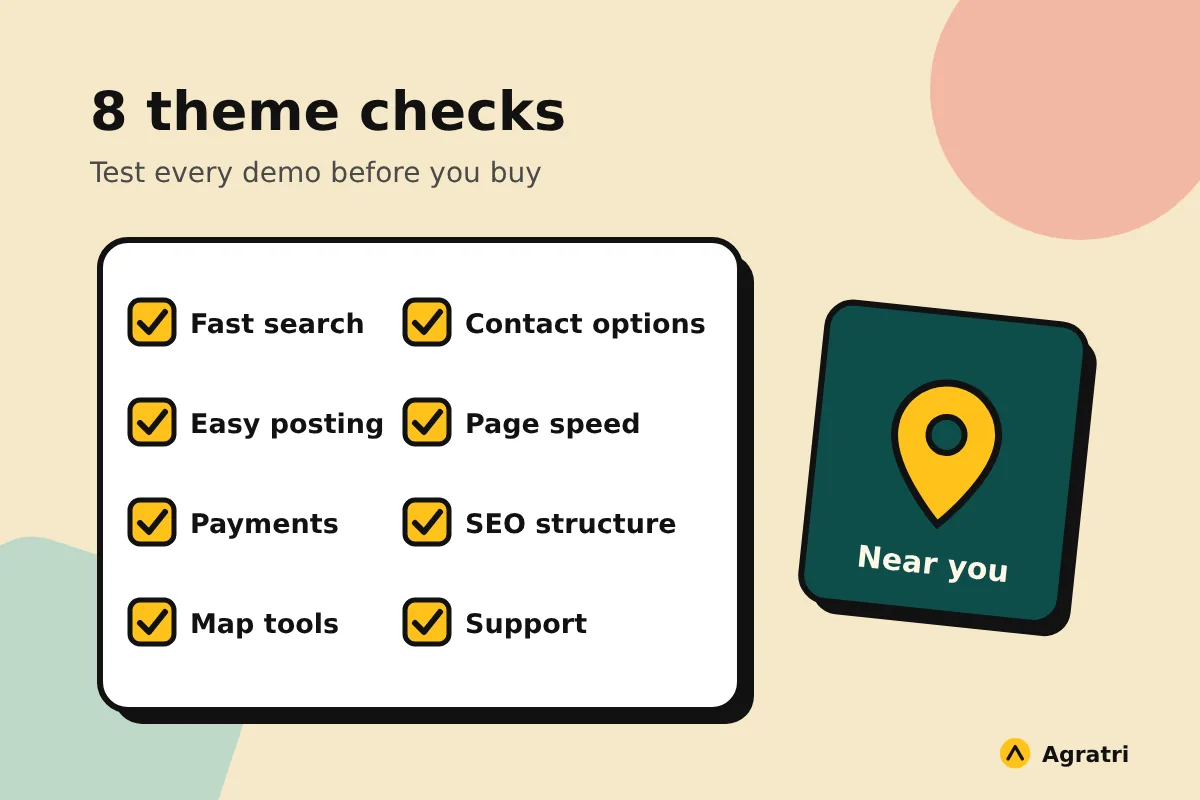 8 theme checks
Test every demo before you buy
Fast search
Contact options
Easy posting
Page speed
Payments
SEO structure
Map tools
Support
Near you
Agratri